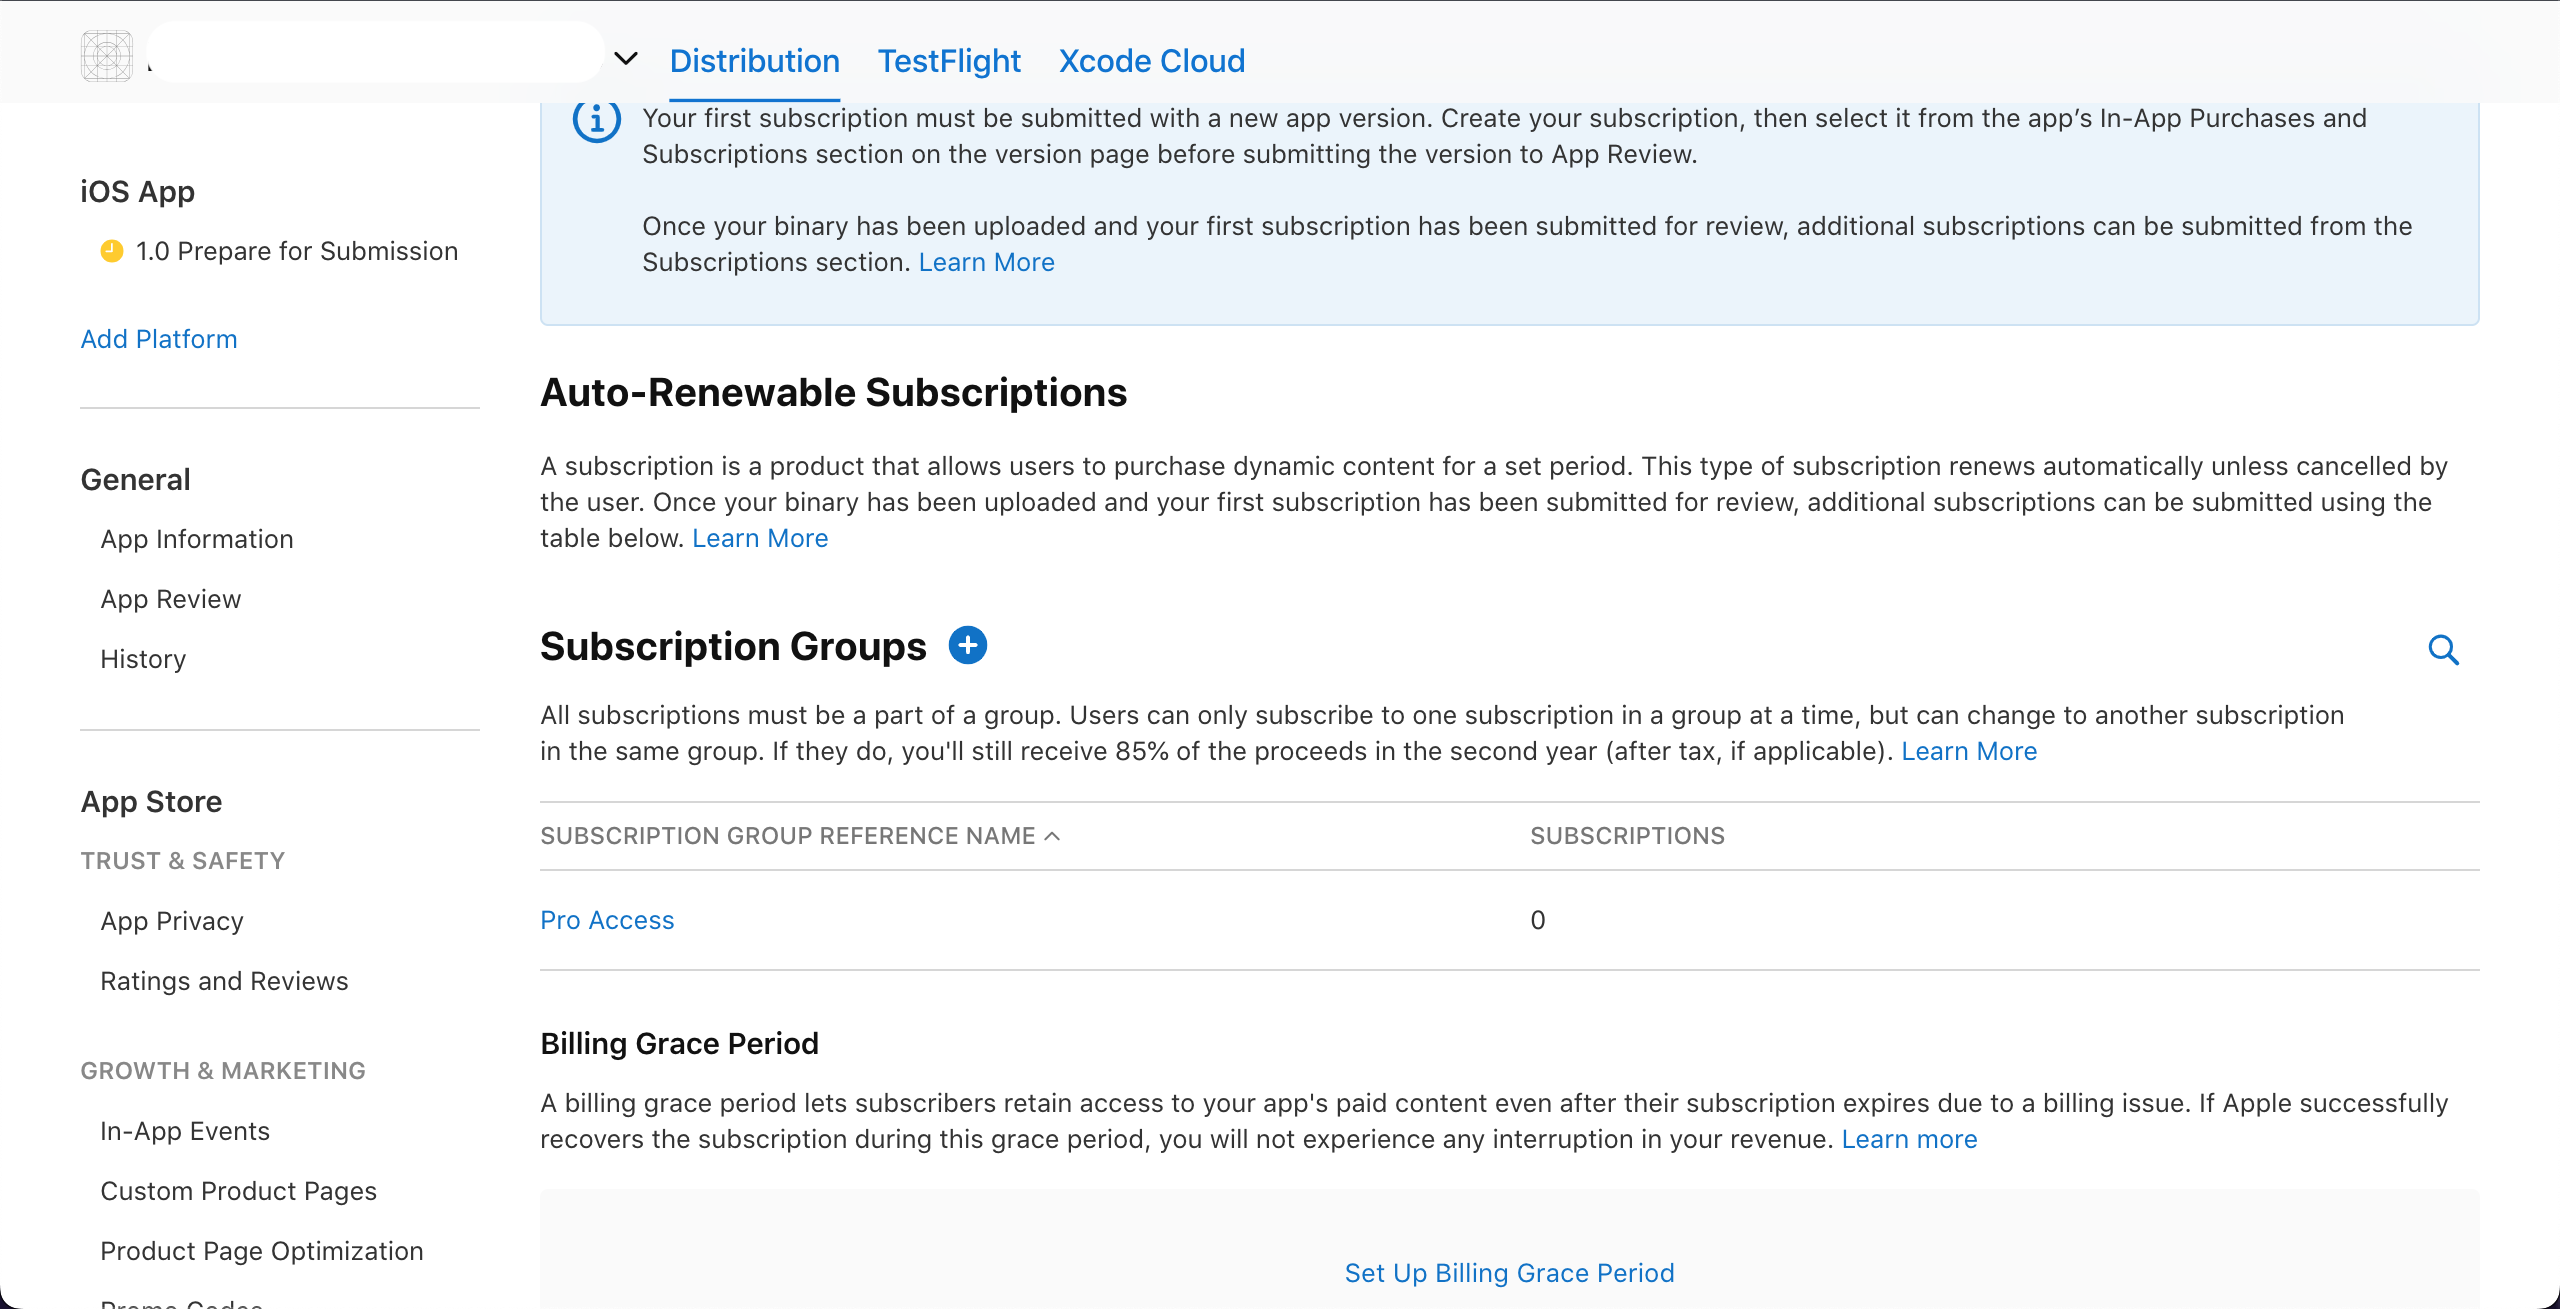 Distribution
TestFlight
Xcode Cloud
iOS App
1.0 Prepare for Submission
Add Platform
General
App Information
App Review
History
App Store
TRUST & SAFETY
App Privacy
Ratings and Reviews
GROWTH & MARKETING
In-App Events
Custom Product Pages
Product Page Optimization
Your first subscription must be submitted with a new app version. Create your subscription, then select it from the app’s In-App Purchases and
Subscriptions section on the version page before submitting the version to App Review.
Once your binary has been uploaded and your first subscription has been submitted for review, additional subscriptions can be submitted from the
Subscriptions section. Learn More
Auto-Renewable Subscriptions
A subscription is a product that allows users to purchase dynamic content for a set period. This type of subscription renews automatically unless cancelled by
the user. Once your binary has been uploaded and your first subscription has been submitted for review, additional subscriptions can be submitted using the
table below. Learn More
Subscription Groups
All subscriptions must be a part of a group. Users can only subscribe to one subscription in a group at a time, but can change to another subscription
in the same group. If they do, you'll still receive 85% of the proceeds in the second year (after tax, if applicable). Learn More
SUBSCRIPTION GROUP REFERENCE NAME
SUBSCRIPTIONS
Pro Access
0
Billing Grace Period
A billing grace period lets subscribers retain access to your app's paid content even after their subscription expires due to a billing issue. If Apple successfully
recovers the subscription during this grace period, you will not experience any interruption in your revenue. Learn more
Set Up Billing Grace Period